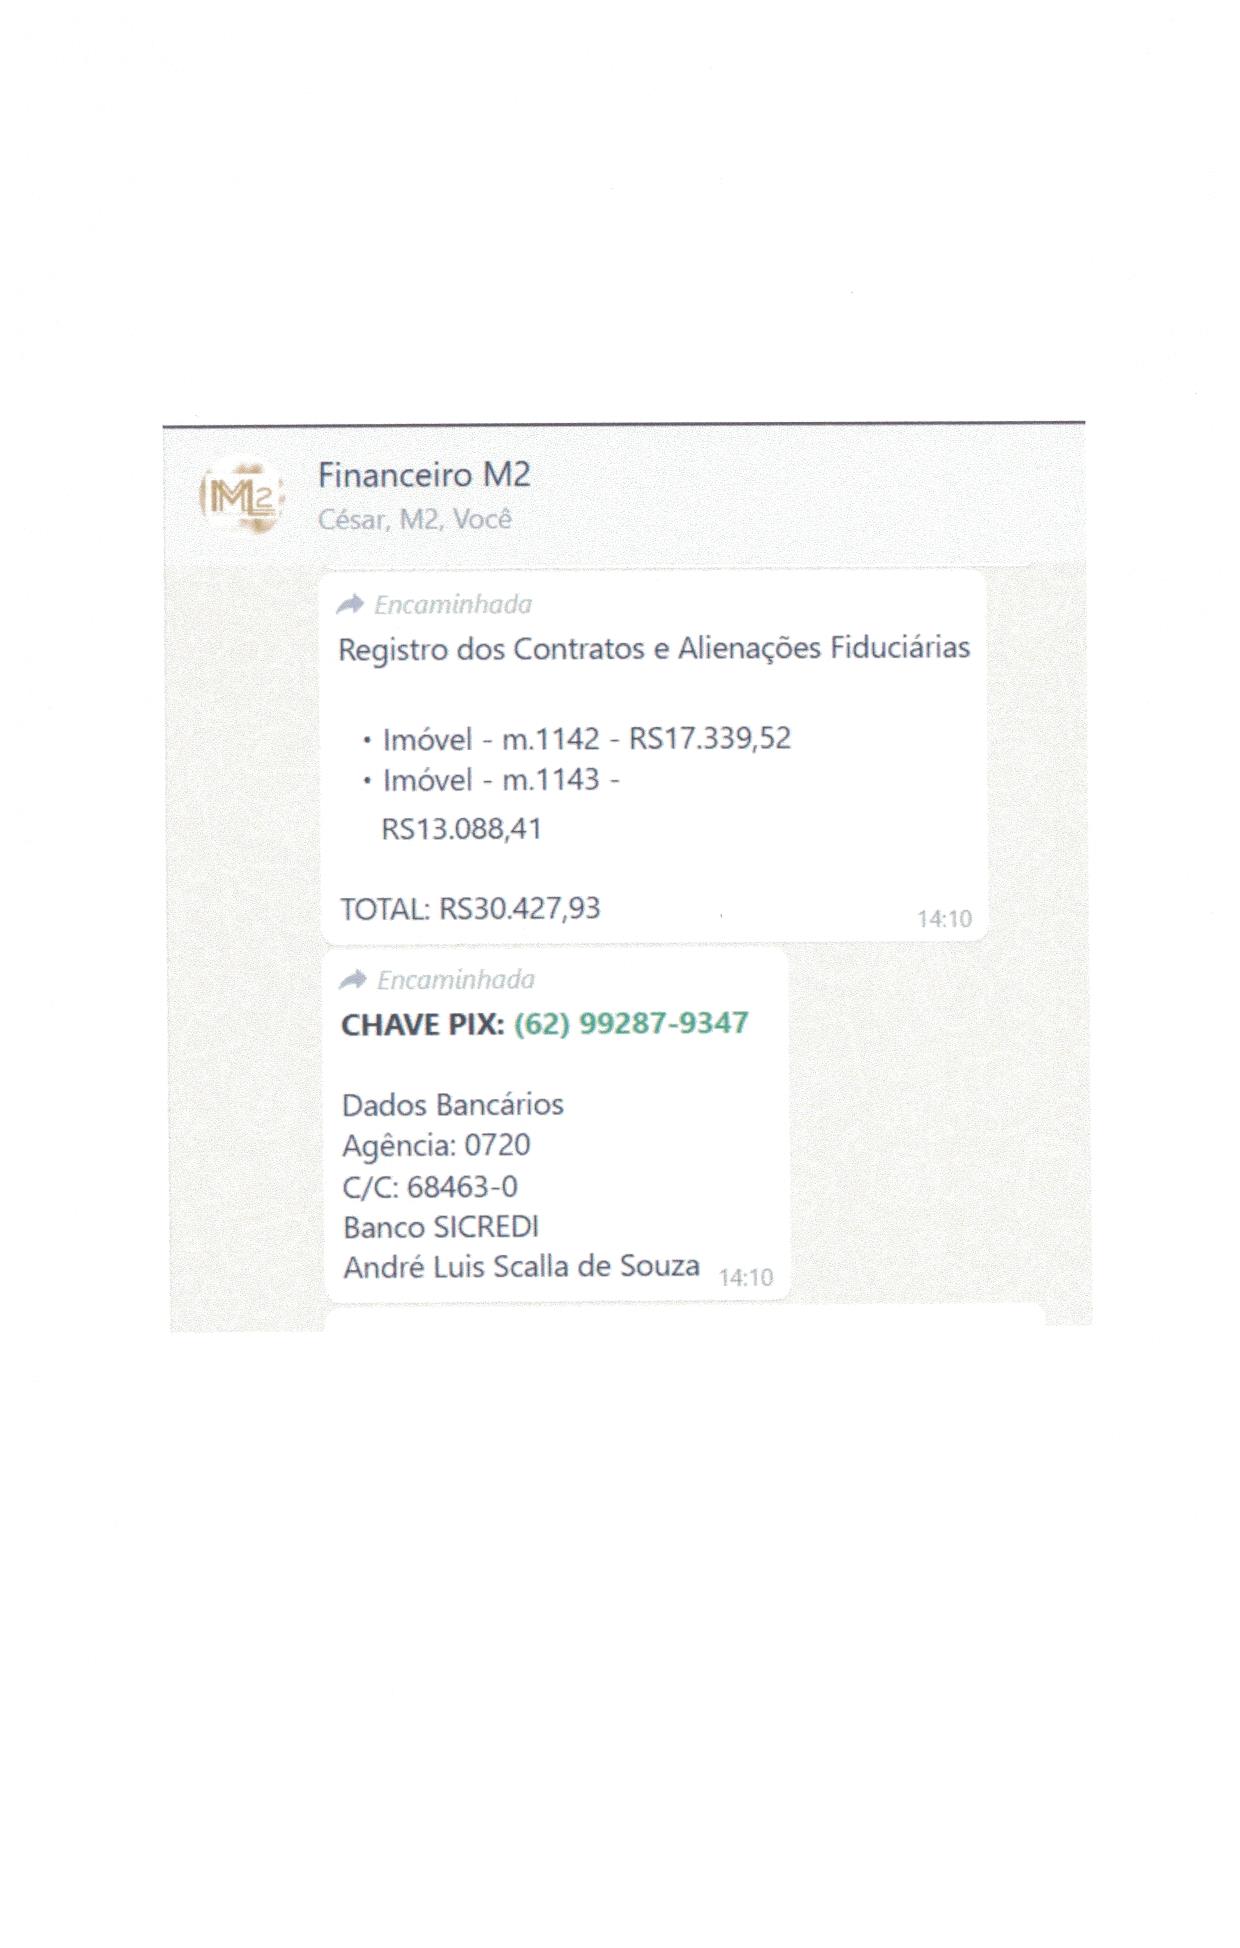 M2
Financeiro M2
César, M2, Você
Encaminhada
Registro dos Contratos e Alienações Fiduciárias
• Imóvel - m.1142 - RS17.339,52
• Imóvel - m.1143 -
RS13.088,41
TOTAL: RS30.427,93
14:10
Encaminhada
CHAVE PIX: (62) 99287-9347
Dados Bancários
Agência: 0720
C/C: 68463-0
Banco SICREDI
André Luis Scalla de Souza 14:10